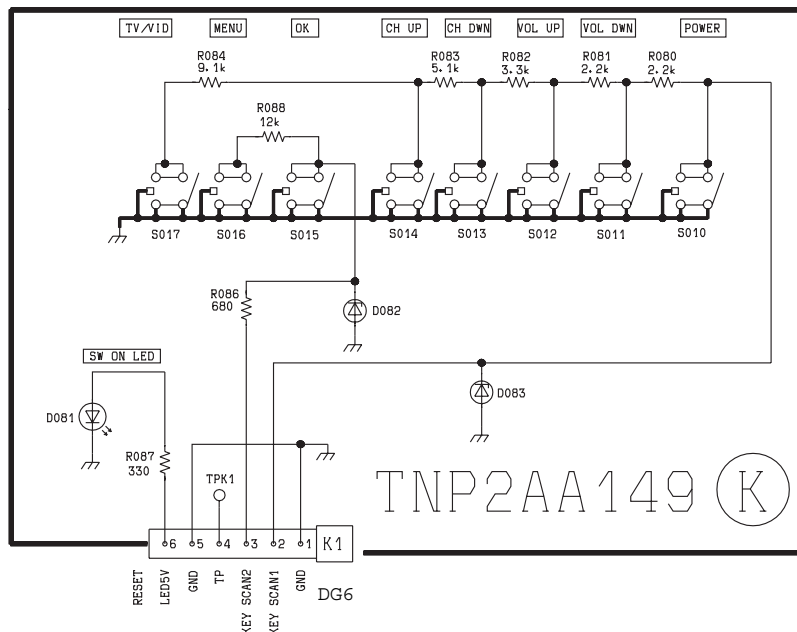 TV/VID MENU OK CH UP CH DWN VOL UP VOL DWN POWER
R084 R083 R082 R081 R080
9.1k 5.1k 3.3k 2.2k 2.2k
R088
12k
S017 S016 S015 S014 S013 S012 S011 S010
R086
680
D082
SW ON LED
D083
D081
R087
330
TPK1
TNP2AA149 K
6 5 4 3 2 1 K1
RESET
LED5V
GND
TP
KEY SCAN2
KEY SCAN1
GND
DG6